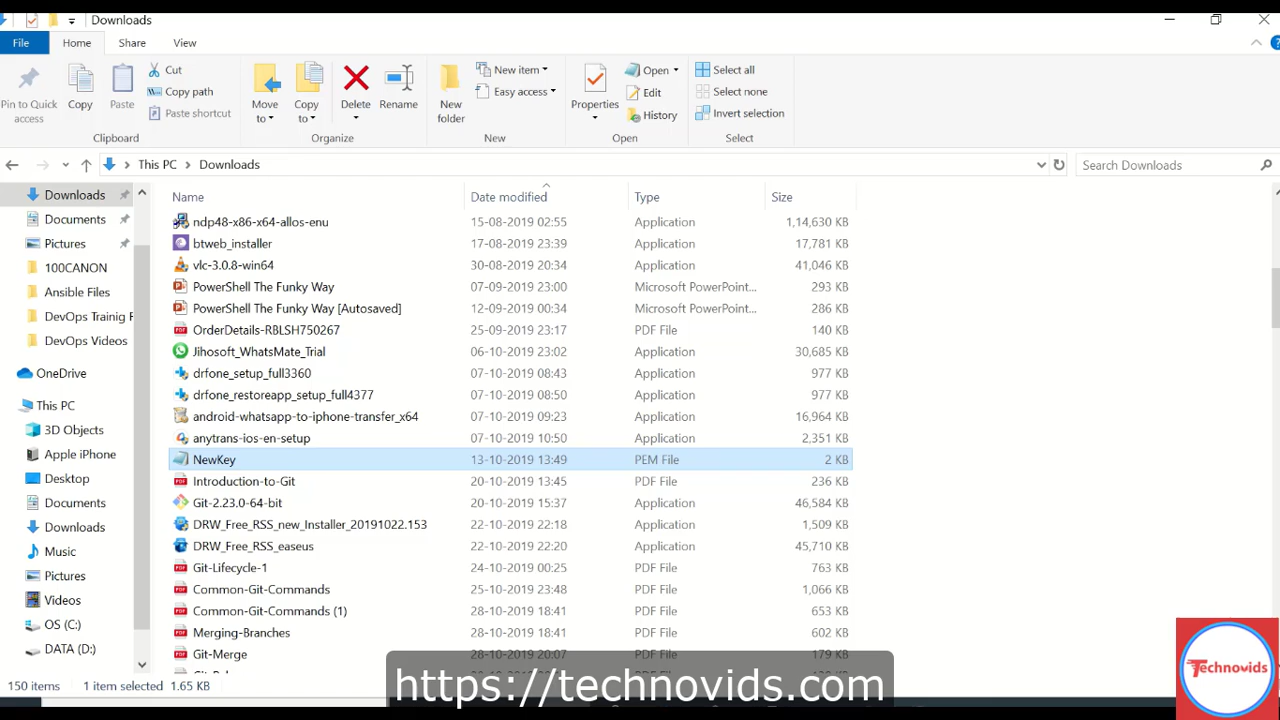 Downloads
File Home Share View
Pin to Quick access
Copy
Paste
Cut
Copy path
Paste shortcut
Clipboard
Move to
Copy to
Delete
Rename
Organize
New folder
New item
Easy access
New
Properties
Open
Edit
History
Open
Select all
Select none
Invert selection
Select
This PC > Downloads
Search Downloads
Downloads
Documents
Pictures
100CANON
Ansible Files
DevOps Trainig F
DevOps Videos
OneDrive
This PC
3D Objects
Apple iPhone
Desktop
Documents
Downloads
Music
Pictures
Videos
OS (C:)
DATA (D:)
Name Date modified Type Size
ndp48-x86-x64-allos-enu 15-08-2019 02:55 Application 1,14,630 KB
btweb_installer 17-08-2019 23:39 Application 17,781 KB
vlc-3.0.8-win64 30-08-2019 20:34 Application 41,046 KB
PowerShell The Funky Way 07-09-2019 23:00 Microsoft PowerPoint... 293 KB
PowerShell The Funky Way [Autosaved] 12-09-2019 00:34 Microsoft PowerPoint... 286 KB
OrderDetails-RBLSH750267 25-09-2019 23:17 PDF File 140 KB
Jihosoft_WhatsMate_Trial 06-10-2019 23:02 Application 30,685 KB
drfone_setup_full3360 07-10-2019 08:43 Application 977 KB
drfone_restoreapp_setup_full4377 07-10-2019 08:50 Application 977 KB
android-whatsapp-to-iphone-transfer_x64 07-10-2019 09:23 Application 16,964 KB
anytrans-ios-en-setup 07-10-2019 10:50 Application 2,351 KB
NewKey 13-10-2019 13:49 PEM File 2 KB
Introduction-to-Git 20-10-2019 13:45 PDF File 236 KB
Git-2.23.0-64-bit 20-10-2019 15:37 Application 46,584 KB
DRW_Free_RSS_new_Installer_20191022.153 22-10-2019 22:18 Application 1,509 KB
DRW_Free_RSS_easeus 22-10-2019 22:20 Application 45,710 KB
Git-Lifecycle-1 24-10-2019 00:25 PDF File 763 KB
Common-Git-Commands 25-10-2019 23:48 PDF File 1,066 KB
Common-Git-Commands (1) 28-10-2019 18:41 PDF File 653 KB
Merging-Branches 28-10-2019 18:41 PDF File 602 KB
Git-Merge 28-10-2019 20:07 PDF File 179 KB
150 items 1 item selected 1.65 KB
https://technovids.com
Technovids